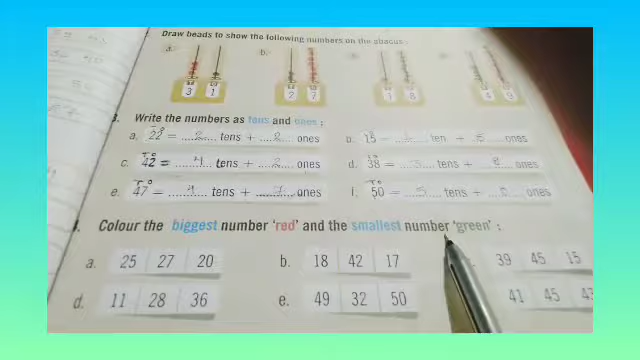 Draw beads to show the following numbers on the abacus:
a. b.
3 1 2 7 1 8 4 9
Write the numbers as tens and ones :
a. 22 = 2 tens + 2 ones b. 15 = 1 ten + 5 ones
c. 42 = 4 tens + 2 ones d. 38 = 3 tens + 8 ones
e. 47 = 4 tens + 7 ones f. 50 = 5 tens + 0 ones
Colour the biggest number 'red' and the smallest number 'green' :
a. 25 27 20 b. 18 42 17 39 45 15
d. 11 28 36 e. 49 32 50 41 45 43